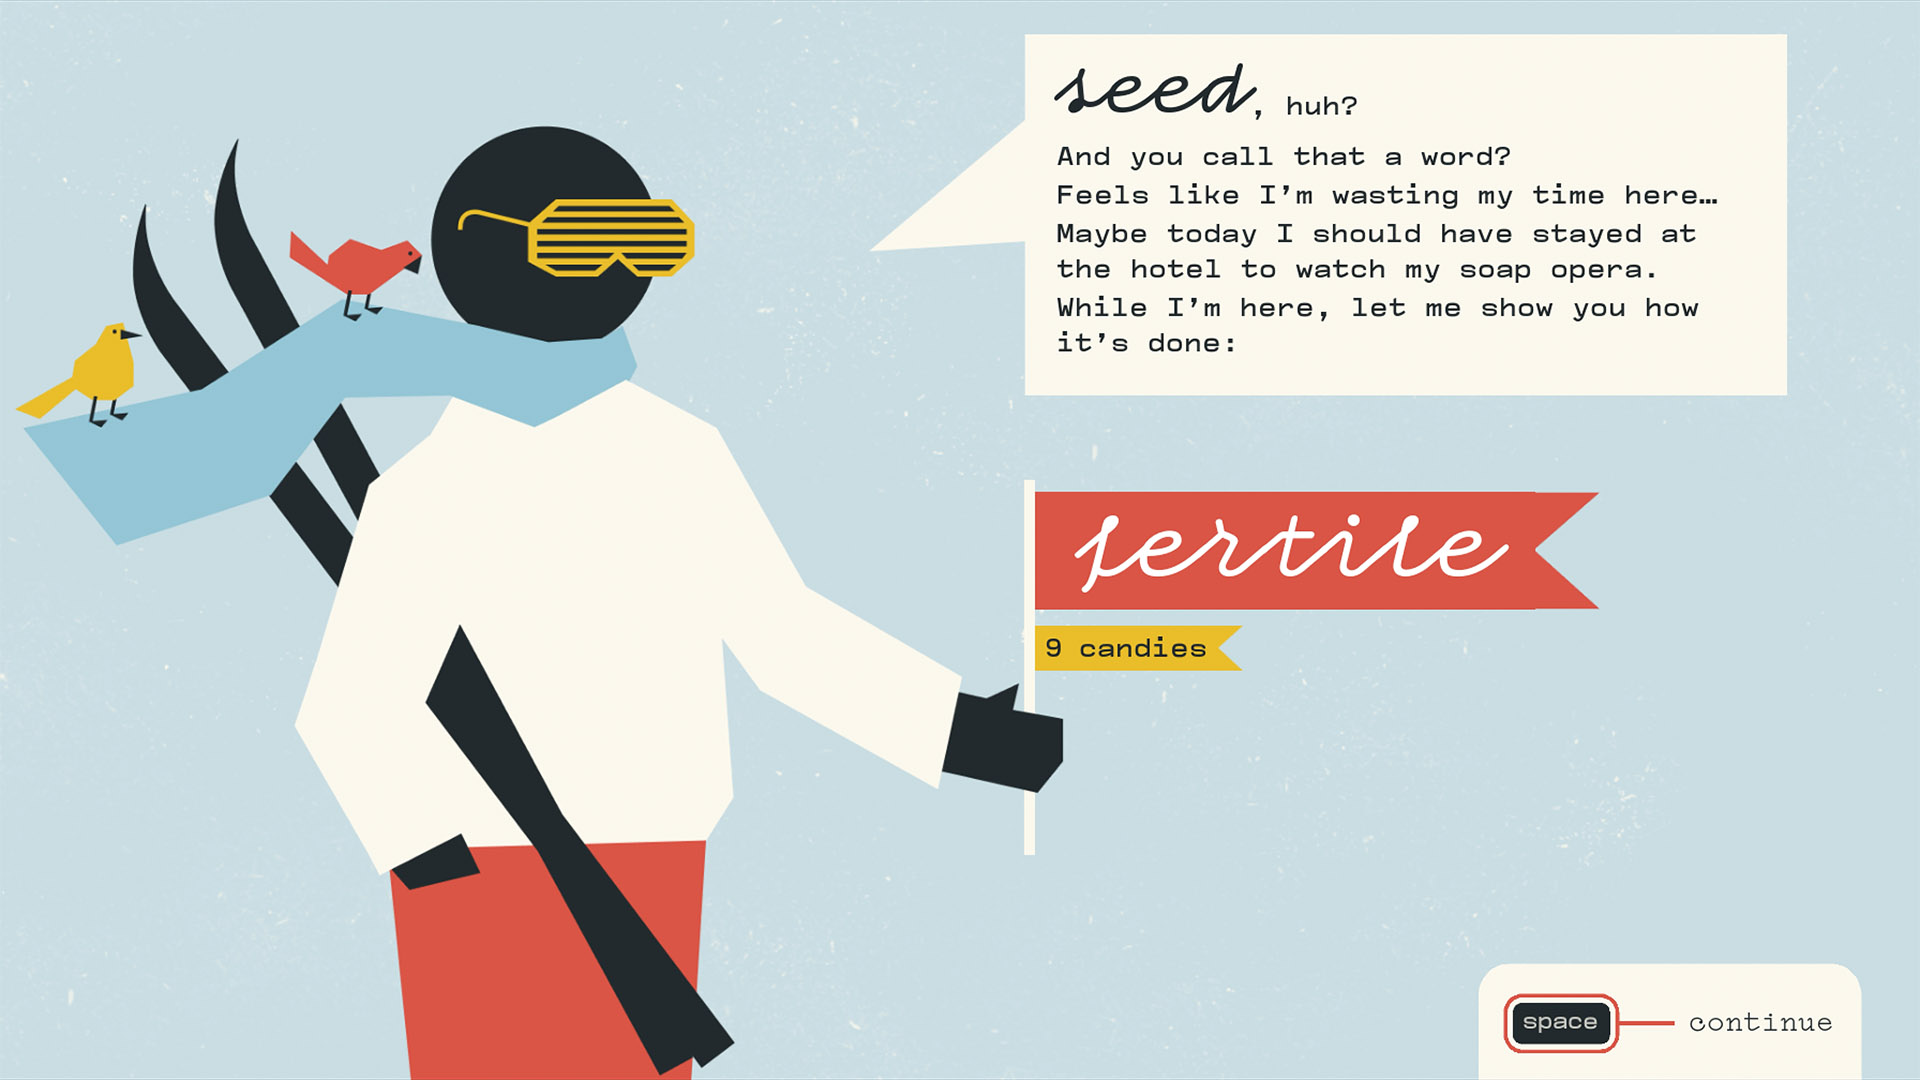 seed, huh?
And you call that a word?
Feels like I’m wasting my time here…
Maybe today I should have stayed at
the hotel to watch my soap opera.
While I’m here, let me show you how
it’s done:
fertile
9 candies
space continue